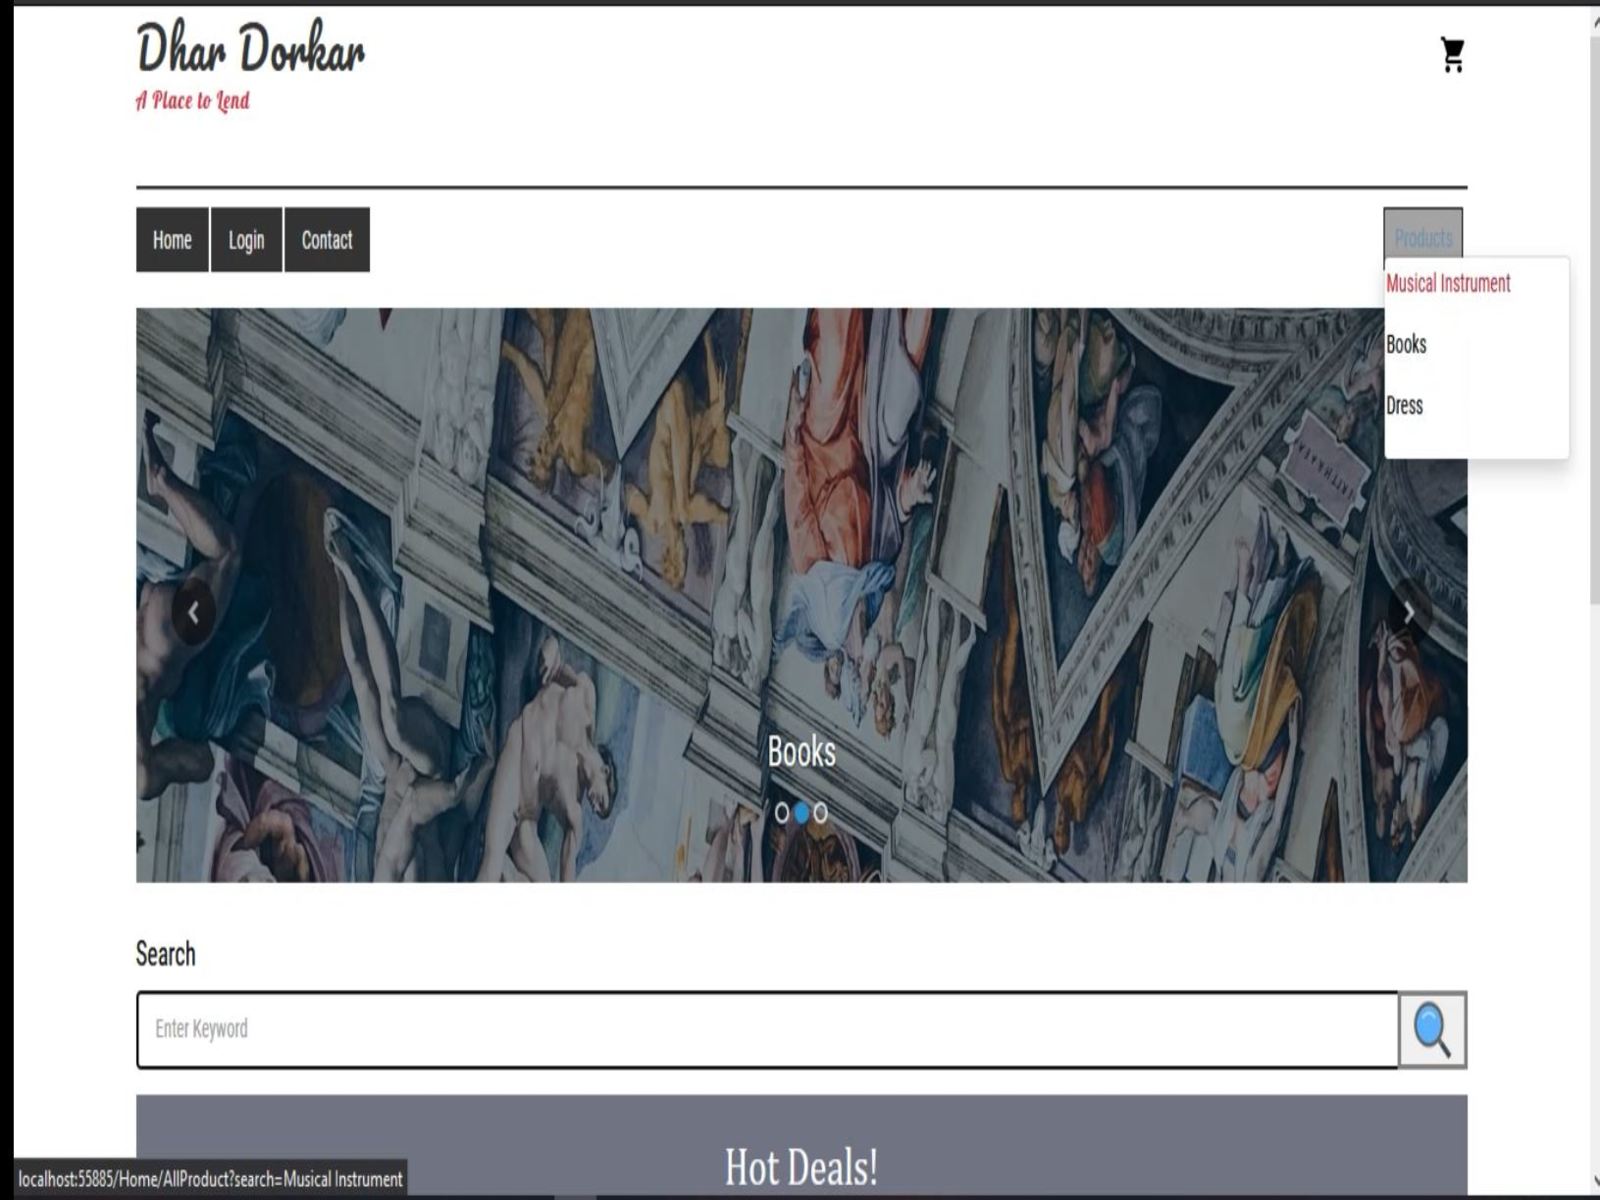 Dhar Dorkar
A Place to Lend
Home Login Contact Products
Musical Instrument
Books
Dress
Books
Search
Enter Keyword
Hot Deals!
localhost:55885/Home/AllProduct?search=Musical Instrument